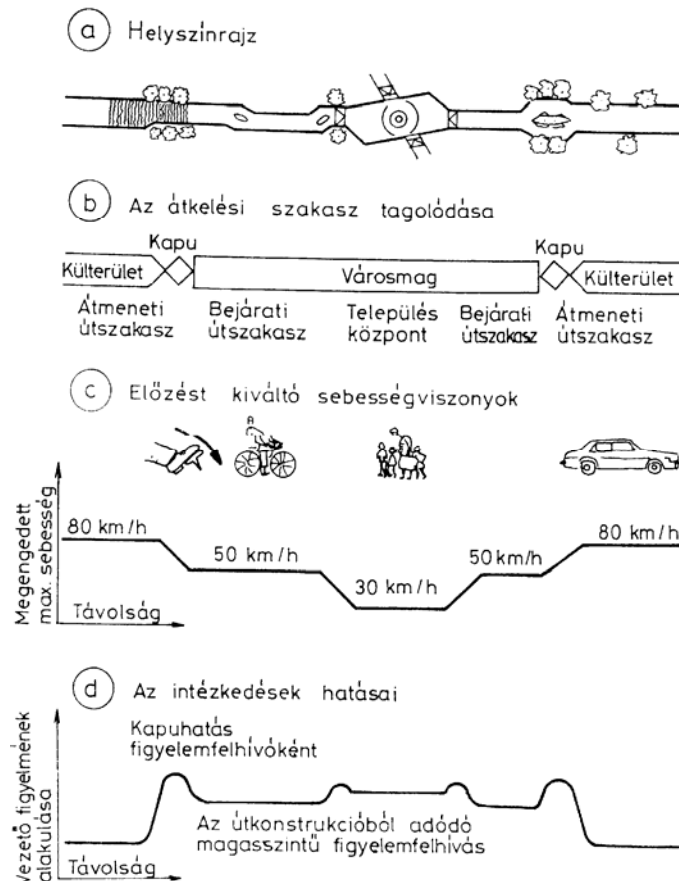 a Helyszínrajz
b Az átkelési szakasz tagolódása
Kapu Kapu
Külterület Városmag Külterület
Átmeneti Bejárati Település Bejárati Átmeneti
útszakasz útszakasz központ útszakasz útszakasz
c Előzést kiváltó sebességviszonyok
Megengedett
max. sebesség
80 km/h 50 km/h 30 km/h 50 km/h 80 km/h
Távolság
d Az intézkedések hatásai
Kapuhatás
figyelemfelhívóként
Vezető figyelmének
alakulása
Az útkonstrukcióból adódó
magasszintű figyelemfelhívás
Távolság